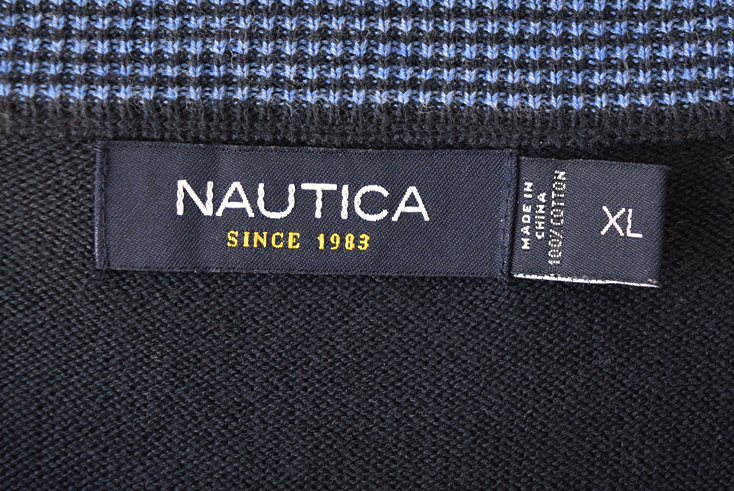 NAUTICA
SINCE 1983
MADE IN
CHINA
100% COTTON
XL